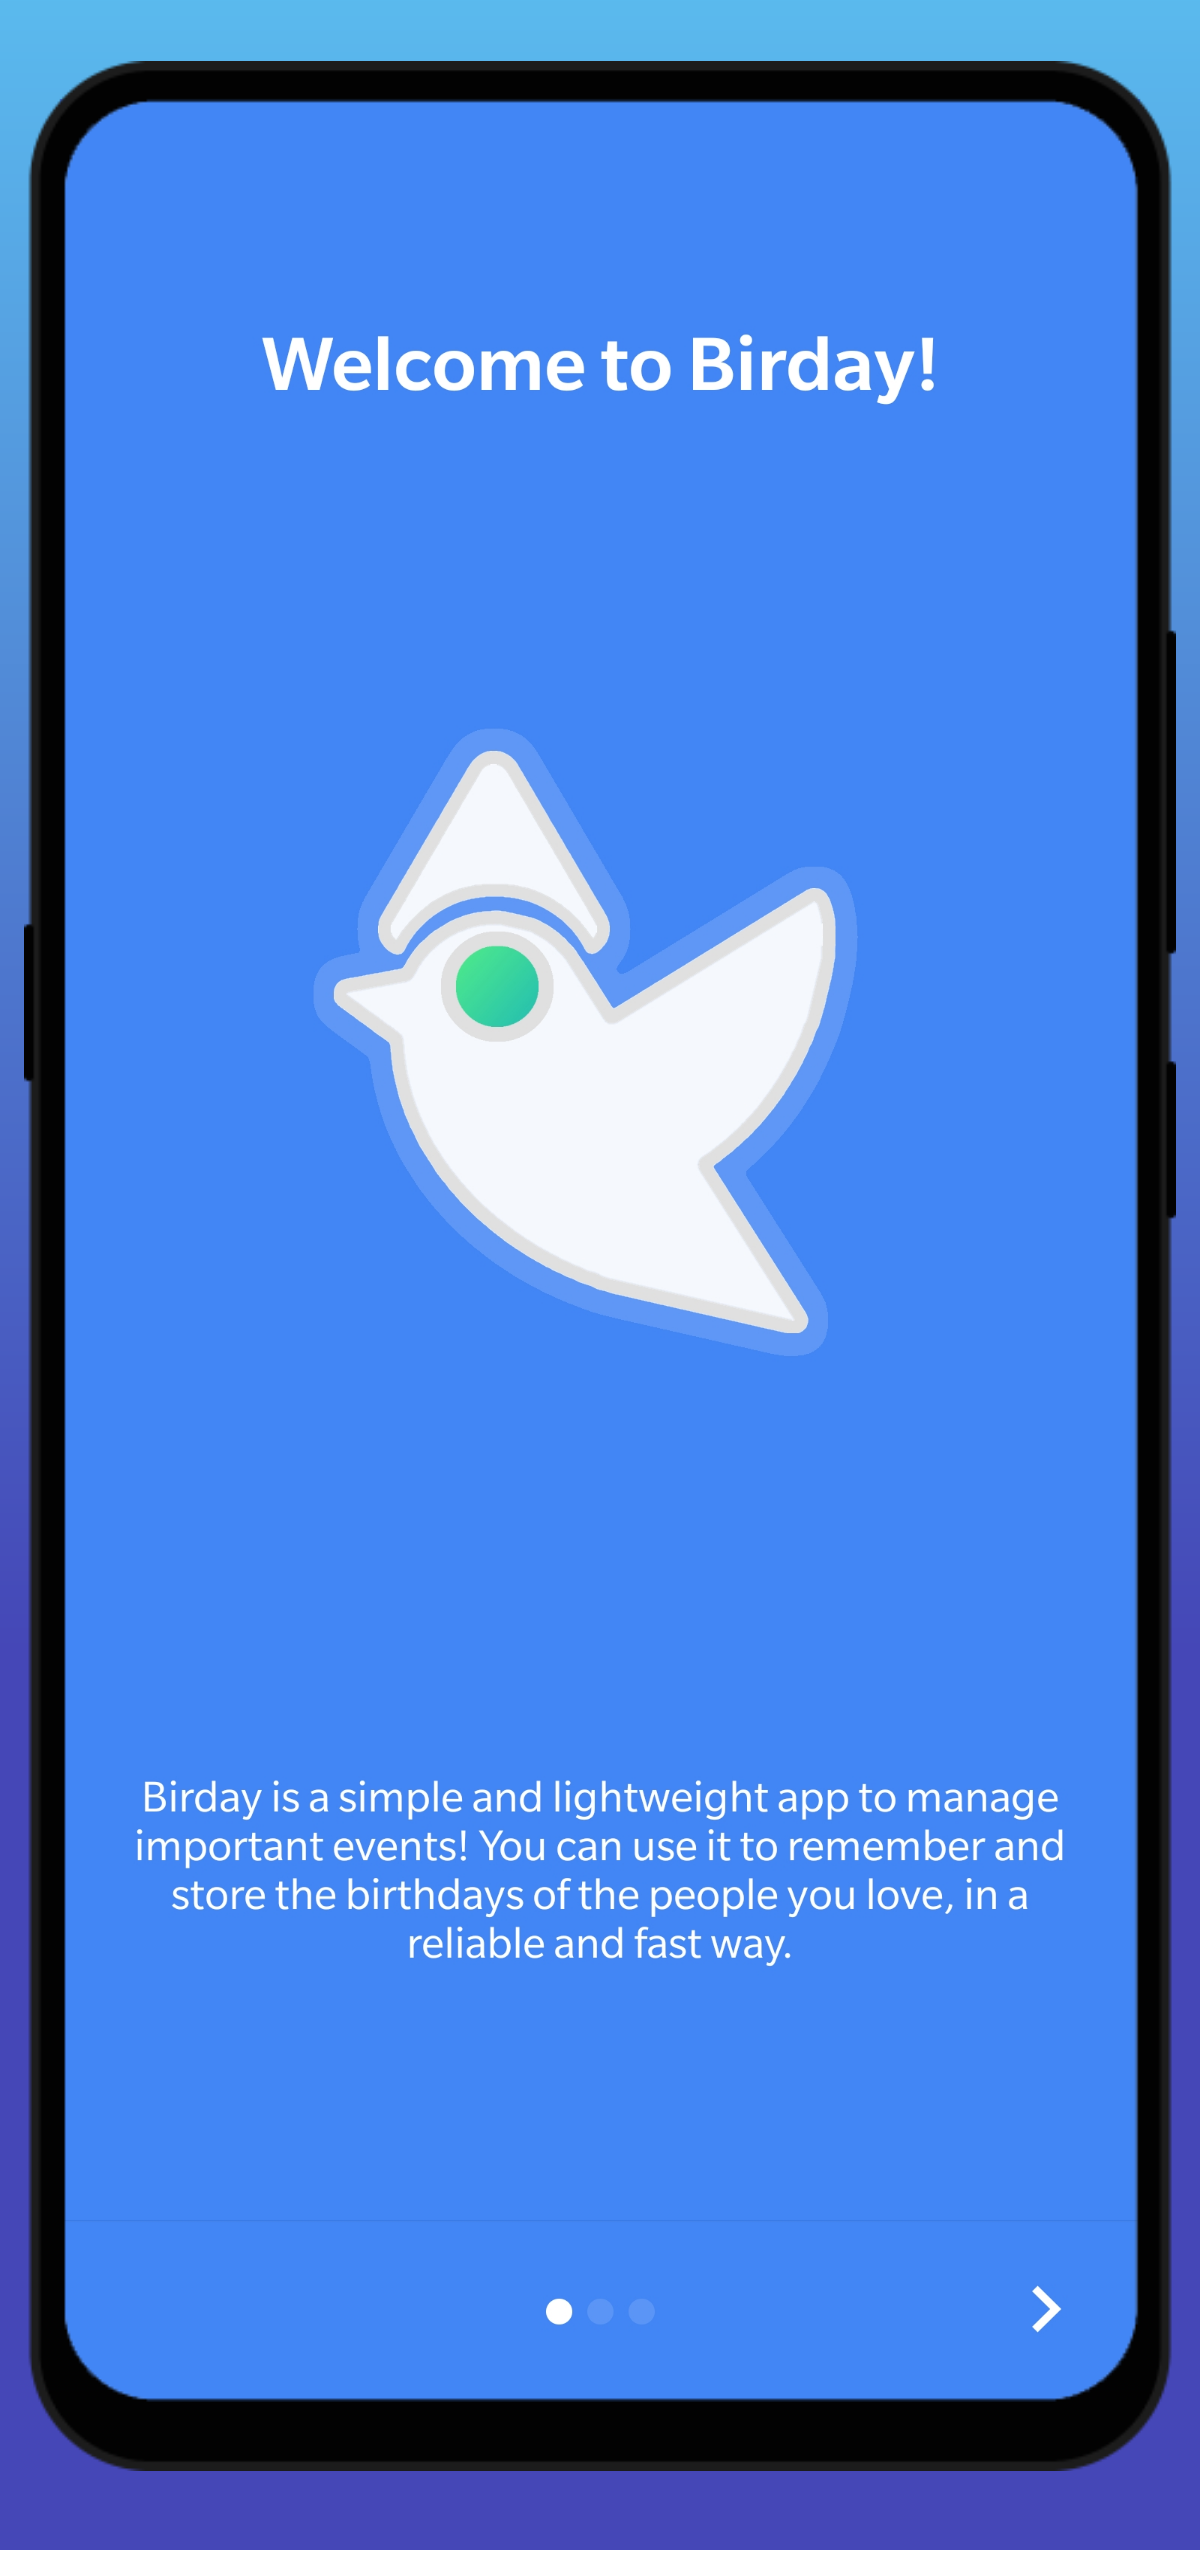 Welcome to Birday!
Birday is a simple and lightweight app to manage
important events! You can use it to remember and
store the birthdays of the people you love, in a
reliable and fast way.